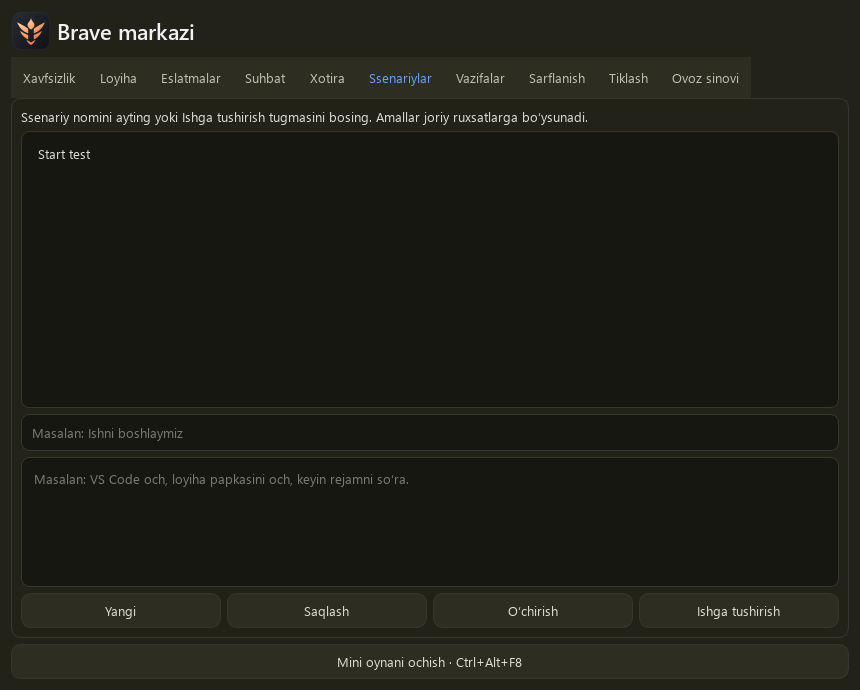 Brave markazi
Xavfsizlik Loyiha Eslatmalar Suhbat Xotira Ssenariylar Vazifalar Sarflanish Tiklash Ovoz sinovi
Ssenariy nomini ayting yoki Ishga tushirish tugmasini bosing. Amallar joriy ruxsatlarga bo‘ysunadi.
Start test
Masalan: Ishni boshlaymiz
Masalan: VS Code och, loyiha papkasini och, keyin rejamni so‘ra.
Yangi Saqlash O‘chirish Ishga tushirish
Mini oynani ochish · Ctrl+Alt+F8